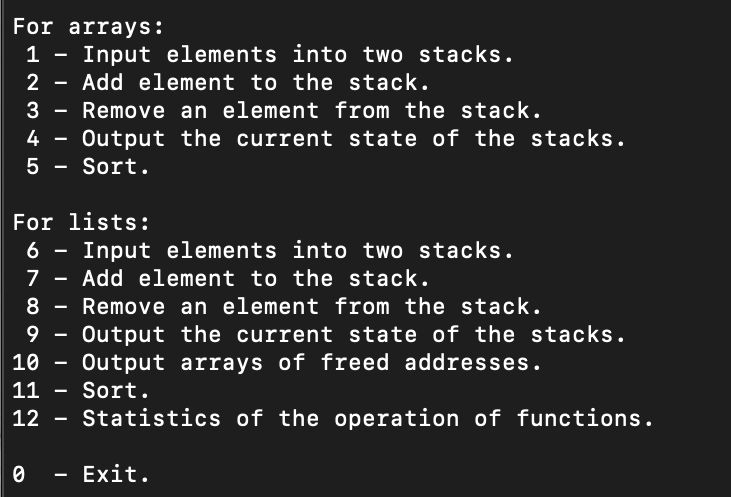 For arrays:
 1 – Input elements into two stacks.
 2 – Add element to the stack.
 3 – Remove an element from the stack.
 4 – Output the current state of the stacks.
 5 – Sort.

For lists:
 6 – Input elements into two stacks.
 7 – Add element to the stack.
 8 – Remove an element from the stack.
 9 – Output the current state of the stacks.
10 – Output arrays of freed addresses.
11 – Sort.
12 – Statistics of the operation of functions.

0  – Exit.